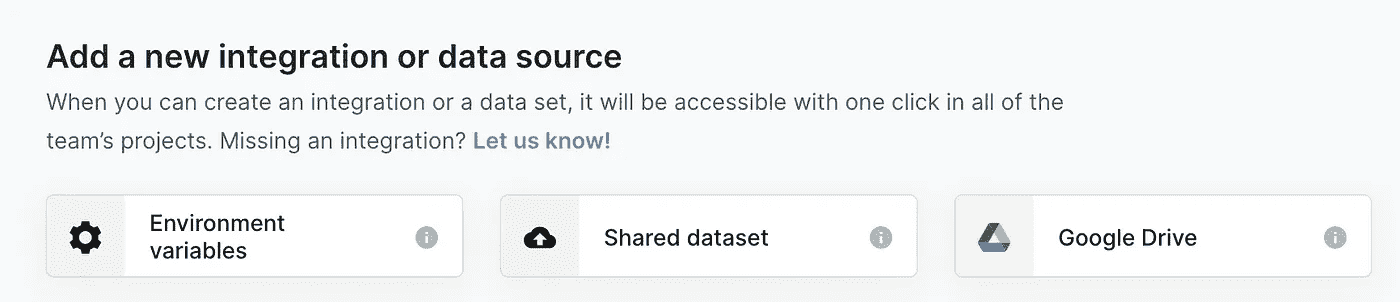 Add a new integration or data source
When you can create an integration or a data set, it will be accessible with one click in all of the
team’s projects. Missing an integration? Let us know!
Environment
variables
Shared dataset
Google Drive